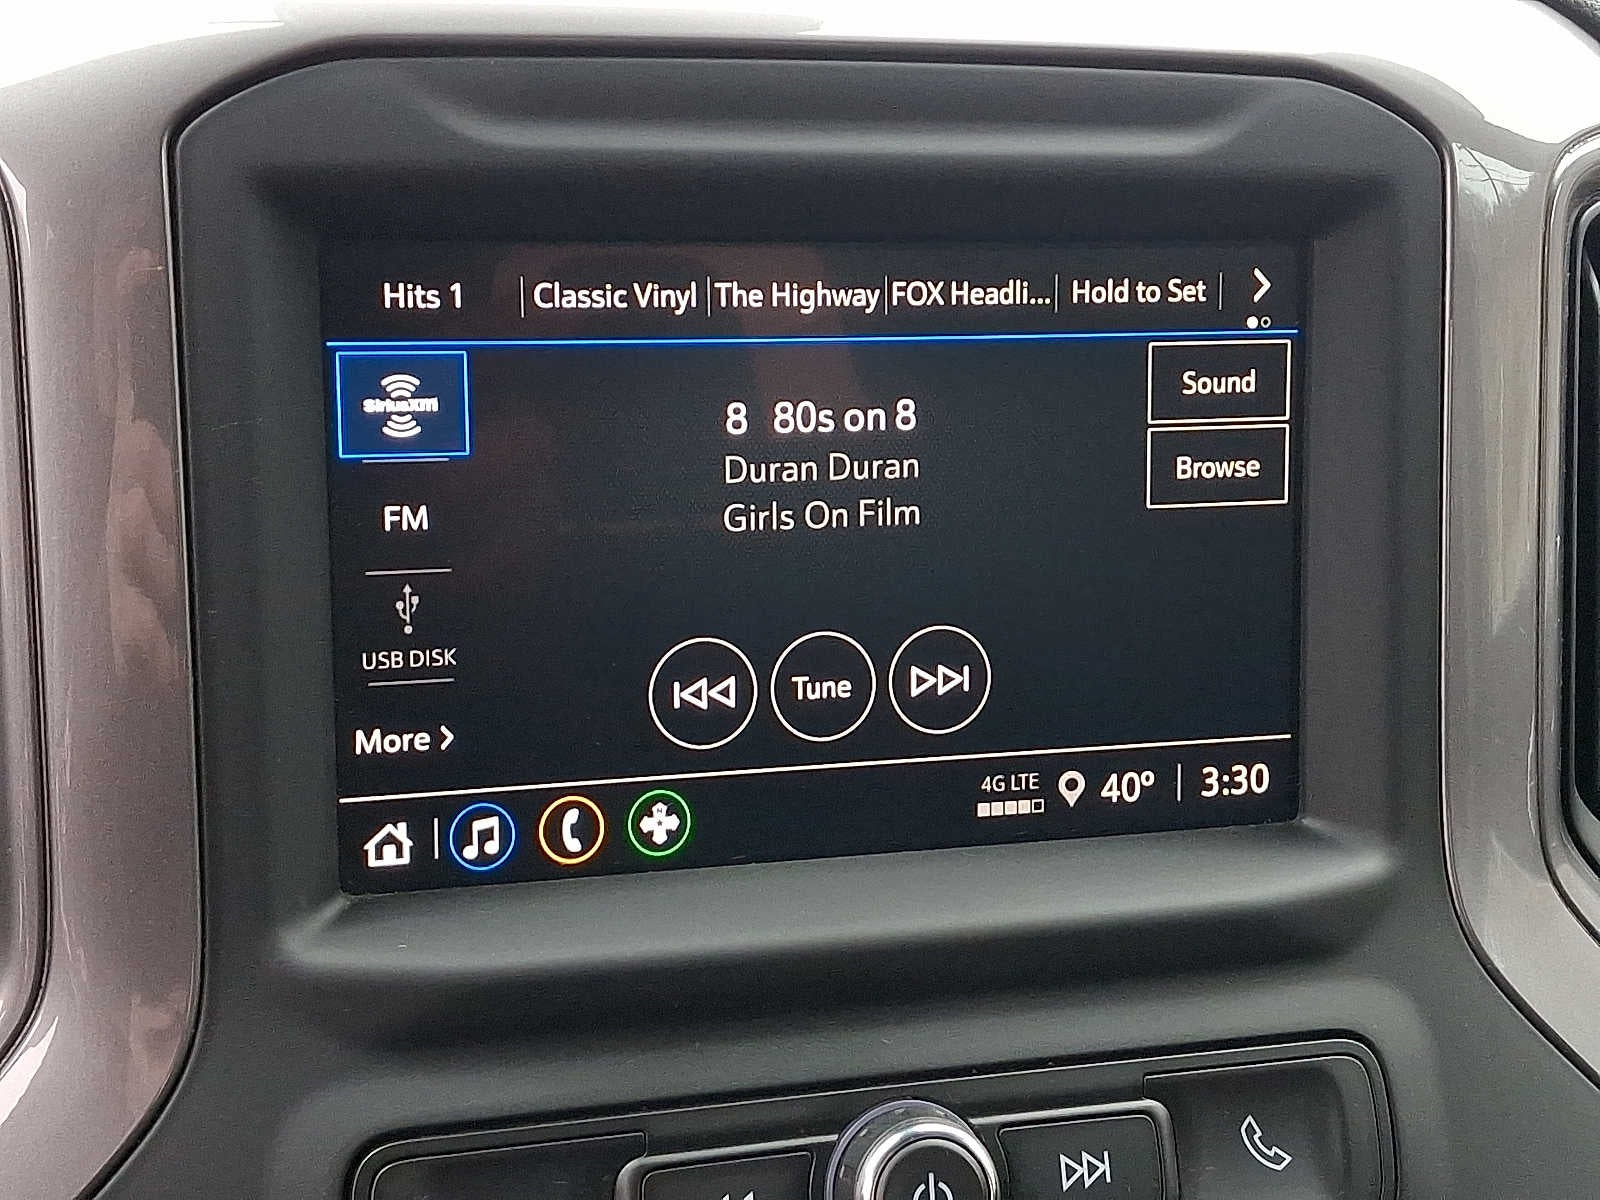 Hits 1 Classic Vinyl The Highway FOX Headli... Hold to Set
SiriusXM
Sound
8 80s on 8
Duran Duran
Browse
Girls On Film
FM
USB DISK
Tune
More
4G LTE 40° 3:30
N